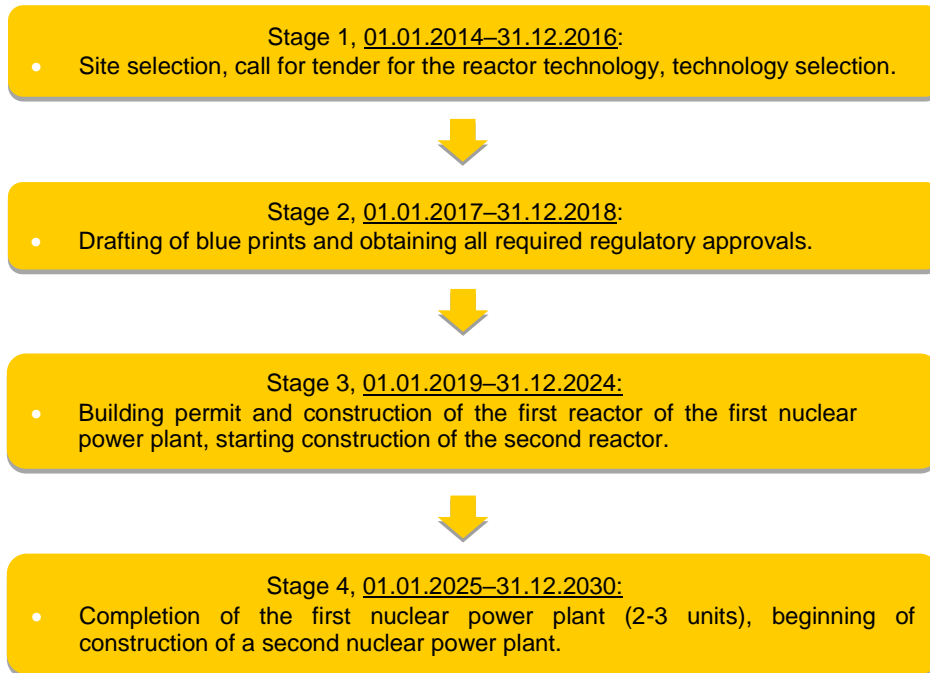 Stage 1, 01.01.2014–31.12.2016:
• Site selection, call for tender for the reactor technology, technology selection.
Stage 2, 01.01.2017–31.12.2018:
• Drafting of blue prints and obtaining all required regulatory approvals.
Stage 3, 01.01.2019–31.12.2024:
• Building permit and construction of the first reactor of the first nuclear
power plant, starting construction of the second reactor.
Stage 4, 01.01.2025–31.12.2030:
• Completion of the first nuclear power plant (2-3 units), beginning of
construction of a second nuclear power plant.